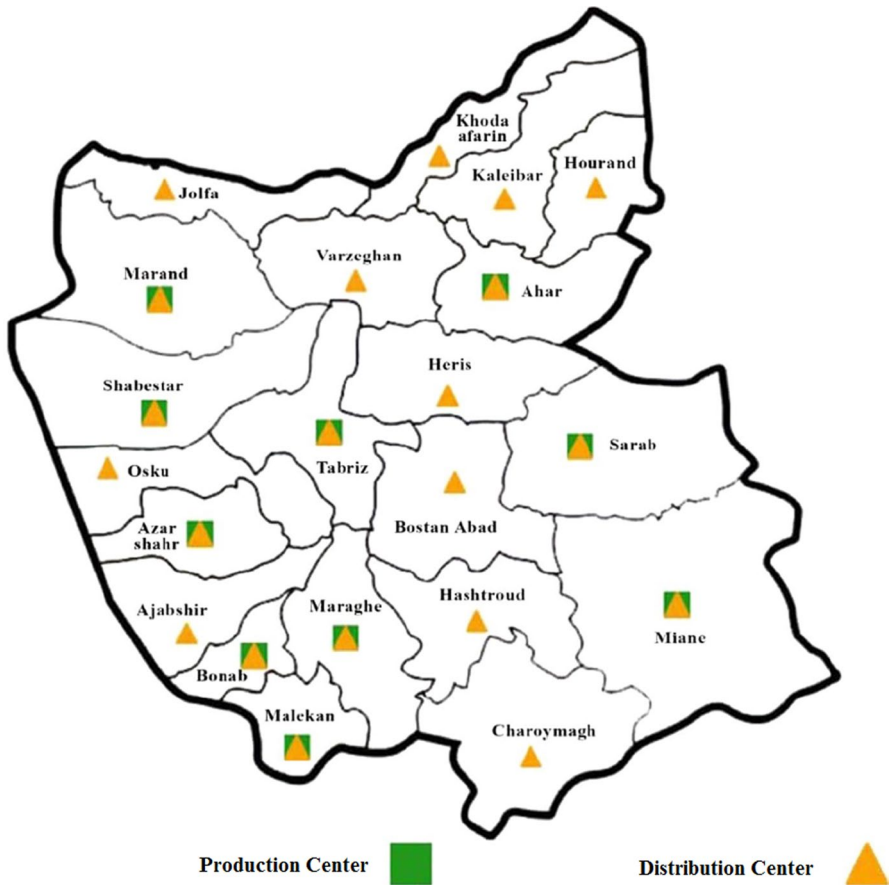 Khoda
afarin
Hourand
Kaleibar
Jolfa
Varzeghan
Marand
Ahar
Heris
Shabestar
Sarab
Osku
Tabriz
Azar
shahr
Bostan Abad
Hashtroud
Ajabshir
Maraghe
Miane
Bonab
Malekan
Charoymagh
Production Center
Distribution Center